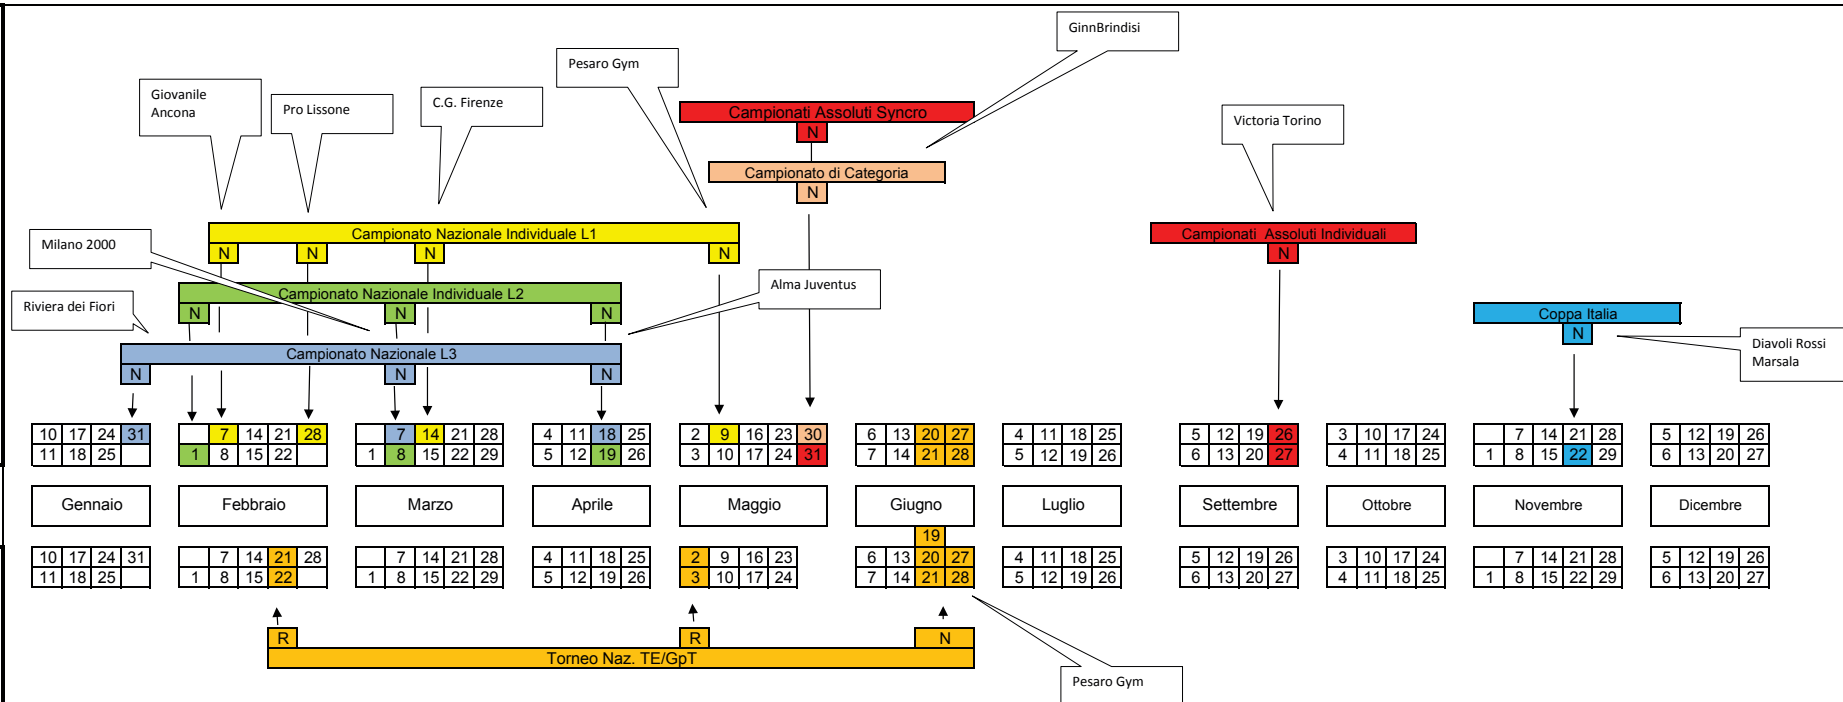 GinnBrindisi
Pesaro Gym
Giovanile
Ancona
Pro Lissone
C.G. Firenze
Campionati Assoluti Syncro
N
Victoria Torino
Campionato di Categoria
N
Campionato Nazionale Individuale L1
N N N N
Campionati Assoluti Individuali
N
Milano 2000
Alma Juventus
Riviera dei Fiori
Campionato Nazionale Individuale L2
N N N
Coppa Italia
N
Diavoli Rossi
Marsala
Campionato Nazionale L3
N N N
10 17 24 31 7 14 21 28 7 14 21 28 4 11 18 25 2 9 16 23 30 6 13 20 27 4 11 18 25 5 12 19 26 3 10 17 24 7 14 21 28 5 12 19 26
11 18 25 1 8 15 22 1 8 15 22 29 5 12 19 26 3 10 17 24 31 7 14 21 28 5 12 19 26 6 13 20 27 4 11 18 25 1 8 15 22 29 6 13 20 27
Gennaio Febbraio Marzo Aprile Maggio Giugno Luglio Settembre Ottobre Novembre Dicembre
19
10 17 24 31 7 14 21 28 7 14 21 28 4 11 18 25 2 9 16 23 6 13 20 27 4 11 18 25 5 12 19 26 3 10 17 24 7 14 21 28 5 12 19 26
11 18 25 1 8 15 22 1 8 15 22 29 5 12 19 26 3 10 17 24 7 14 21 28 5 12 19 26 6 13 20 27 4 11 18 25 1 8 15 22 29 6 13 20 27
R R N
Torneo Naz. TE/GpT
Pesaro Gym